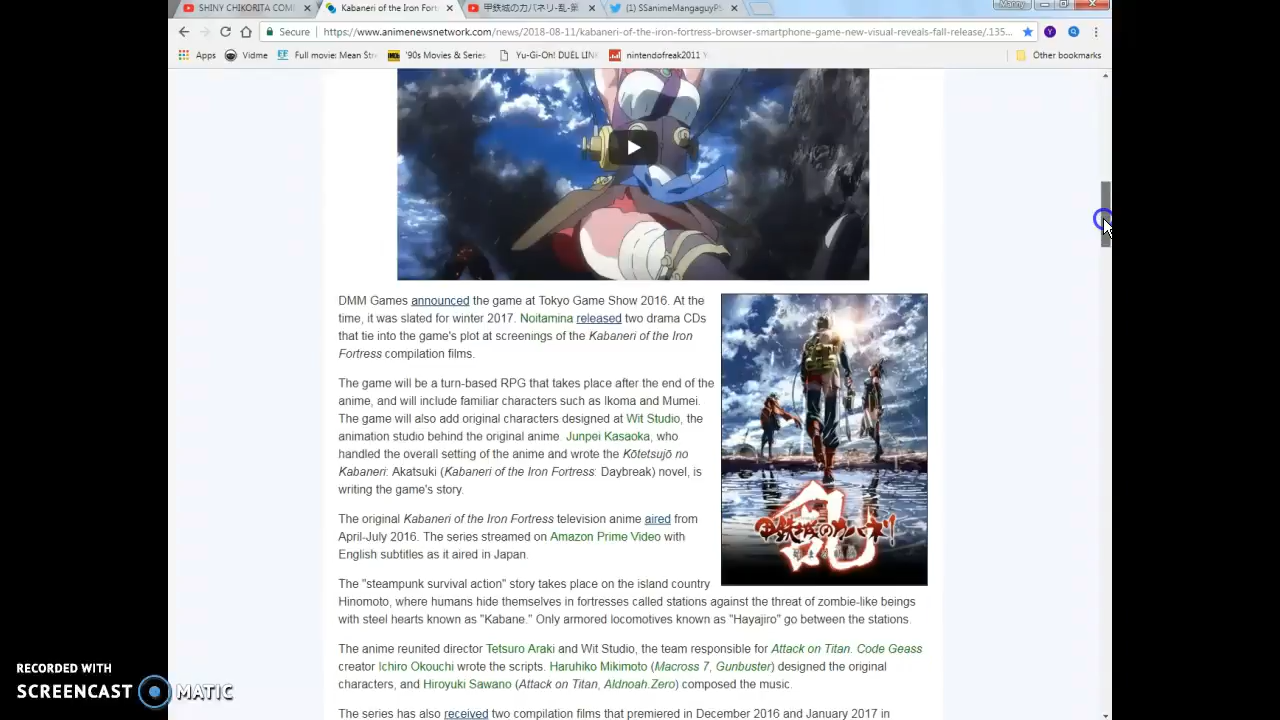 SHINY CHIKORITA COM
Kabaneri of the Iron Fort
甲鉄城のカバネリ -乱-
(1) SSanimeMangaguyP
Manny
Secure
https://www.animenewsnetwork.com/news/2018-08-11/kabaneri-of-the-iron-fortress-browser-smartphone-game-new-visual-reveals-fall-release/.135...
Apps
Vidme
Full movie: Mean
'90s Movies & Series
Yu-Gi-Oh! DUEL LIN
nintendofreak2011 Y
Other bookmarks
DMM Games announced the game at Tokyo Game Show 2016. At the
time, it was slated for winter 2017. Noitamina released two drama CDs
that tie into the game's plot at screenings of the Kabaneri of the Iron
Fortress compilation films.
The game will be a turn-based RPG that takes place after the end of the
anime, and will include familiar characters such as Ikoma and Mumei.
The game will also add original characters designed at Wit Studio, the
animation studio behind the original anime. Junpei Kasaoka, who
handled the overall setting of the anime and wrote the Kōtetsujō no
Kabaneri: Akatsuki (Kabaneri of the Iron Fortress: Daybreak) novel, is
writing the game's story.
乱
甲鉄城のカバネリ
The original Kabaneri of the Iron Fortress television anime aired from
April-July 2016. The series streamed on Amazon Prime Video with
English subtitles as it aired in Japan.
The "steampunk survival action" story takes place on the island country
Hinomoto, where humans hide themselves in fortresses called stations against the threat of zombie-like beings
with steel hearts known as "Kabane." Only armored locomotives known as "Hayajiro" go between the stations.
The anime reunited director Tetsuro Araki and Wit Studio, the team responsible for Attack on Titan. Code Geass
creator Ichiro Okouchi wrote the scripts. Haruhiko Mikimoto (Macross 7, Gunbuster) designed the original
characters, and Hiroyuki Sawano (Attack on Titan, Aldnoah.Zero) composed the music.
The series has also received two compilation films that premiered in December 2016 and January 2017 in
RECORDED WITH
SCREENCAST MATIC